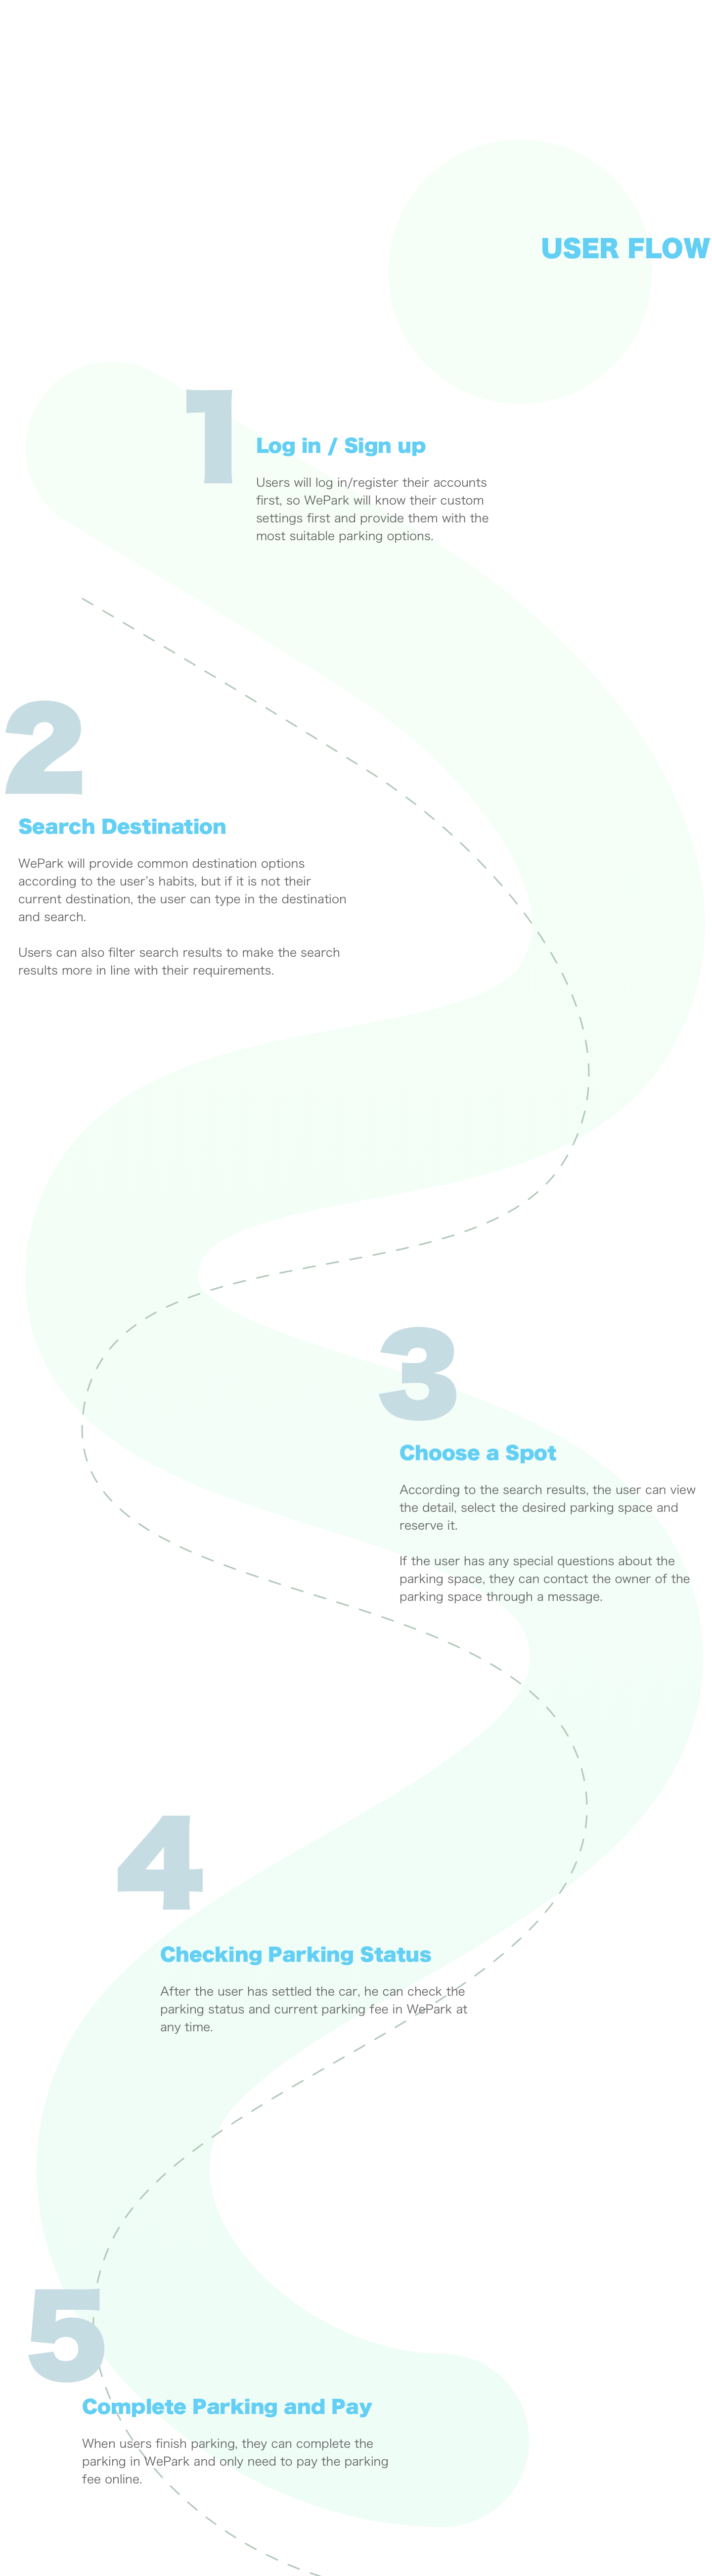 USER FLOW
1
Log in / Sign up
Users will log in/register their accounts
first, so WePark will know their custom
settings first and provide them with the
most suitable parking options.
2
Search Destination
WePark will provide common destination options
according to the user's habits, but if it is not their
current destination, the user can type in the destination
and search.
Users can also filter search results to make the search
results more in line with their requirements.
3
Choose a Spot
According to the search results, the user can view
the detail, select the desired parking space and
reserve it.
If the user has any special questions about the
parking space, they can contact the owner of the
parking space through a message.
4
Checking Parking Status
After the user has settled the car, he can check the
parking status and current parking fee in WePark at
any time.
5
Complete Parking and Pay
When users finish parking, they can complete the
parking in WePark and only need to pay the parking
fee online.